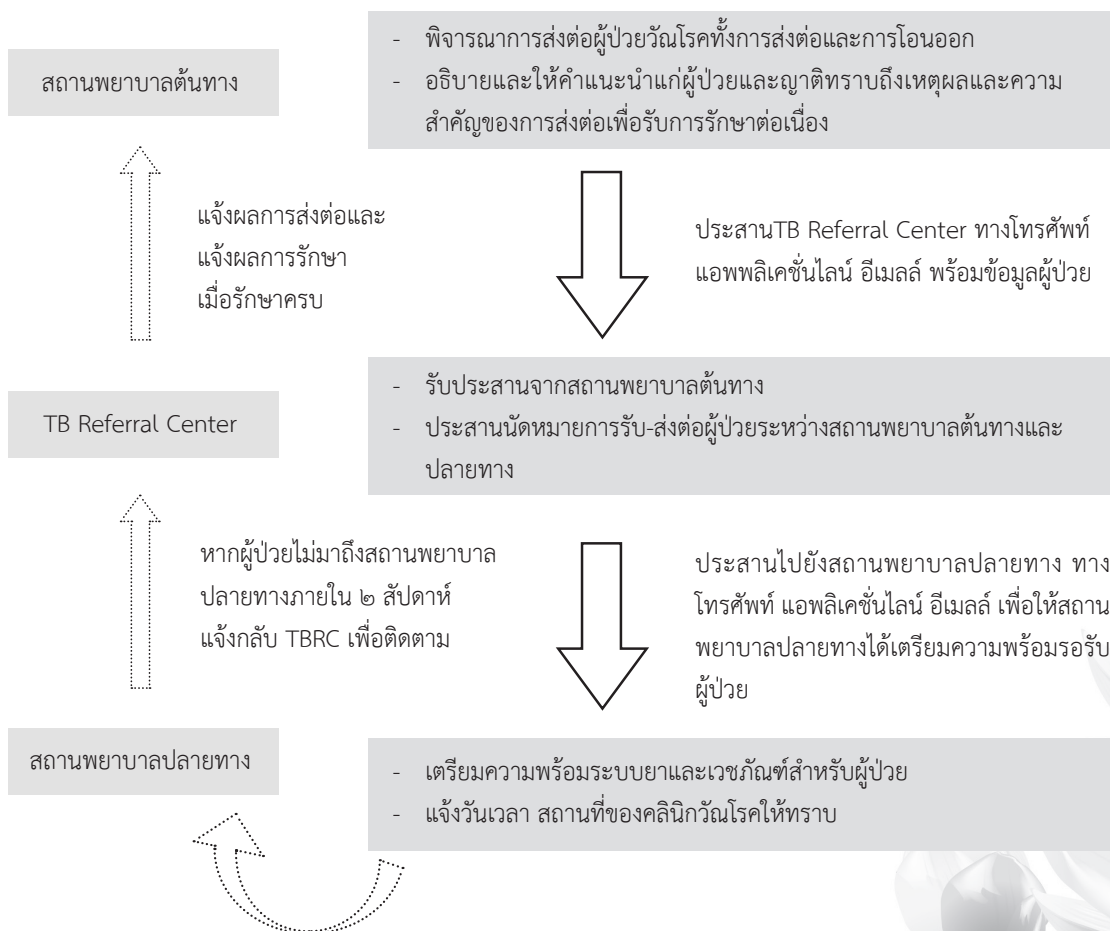 สถานพยาบาลต้นทาง
- พิจารณาการส่งต่อผู้ป่วยวัณโรคทั้งการส่งต่อและการโอนออก
- อธิบายและให้คำแนะนำแก่ผู้ป่วยและญาติทราบถึงเหตุผลและความ
สำคัญของการส่งต่อเพื่อรับการรักษาต่อเนื่อง
แจ้งผลการส่งต่อและ
แจ้งผลการรักษา
เมื่อรักษาครบ
ประสานTB Referral Center ทางโทรศัพท์
แอพพลิเคชั่นไลน์ อีเมลล์ พร้อมข้อมูลผู้ป่วย
TB Referral Center
- รับประสานจากสถานพยาบาลต้นทาง
- ประสานนัดหมายการรับ-ส่งต่อผู้ป่วยระหว่างสถานพยาบาลต้นทางและ
ปลายทาง
หากผู้ป่วยไม่มาถึงสถานพยาบาล
ปลายทางภายใน ๒ สัปดาห์
แจ้งกลับ TBRC เพื่อติดตาม
ประสานไปยังสถานพยาบาลปลายทาง ทาง
โทรศัพท์ แอพลิเคชั่นไลน์ อีเมลล์ เพื่อให้สถาน
พยาบาลปลายทางได้เตรียมความพร้อมรอรับ
ผู้ป่วย
สถานพยาบาลปลายทาง
- เตรียมความพร้อมระบบยาและเวชภัณฑ์สำหรับผู้ป่วย
- แจ้งวันเวลา สถานที่ของคลินิกวัณโรคให้ทราบ